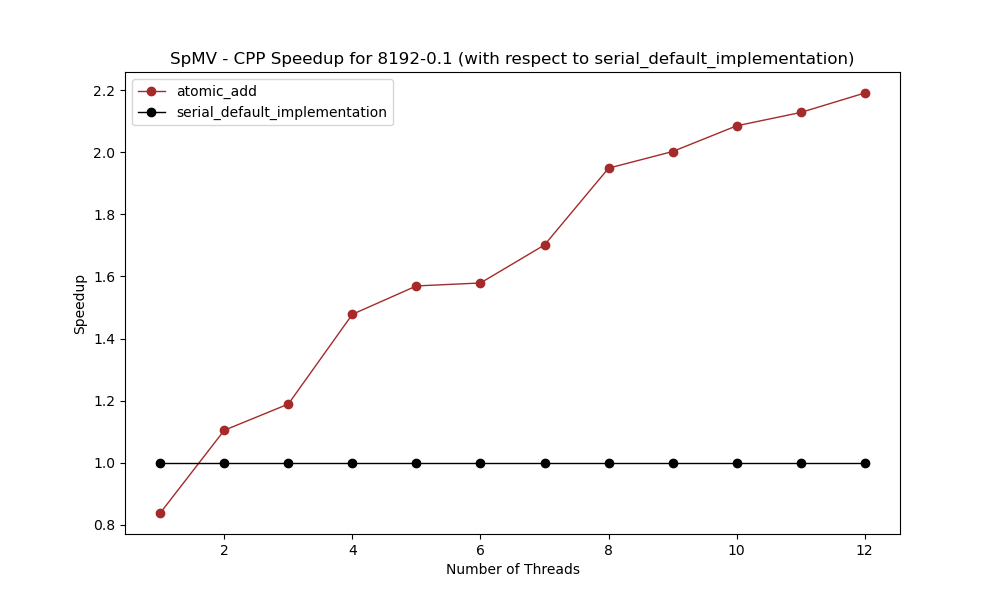 SpMV - CPP Speedup for 8192-0.1 (with respect to serial_default_implementation)
atomic_add
serial_default_implementation
Speedup
2.2
2.0
1.8
1.6
1.4
1.2
1.0
0.8
2 4 6 8 10 12
Number of Threads